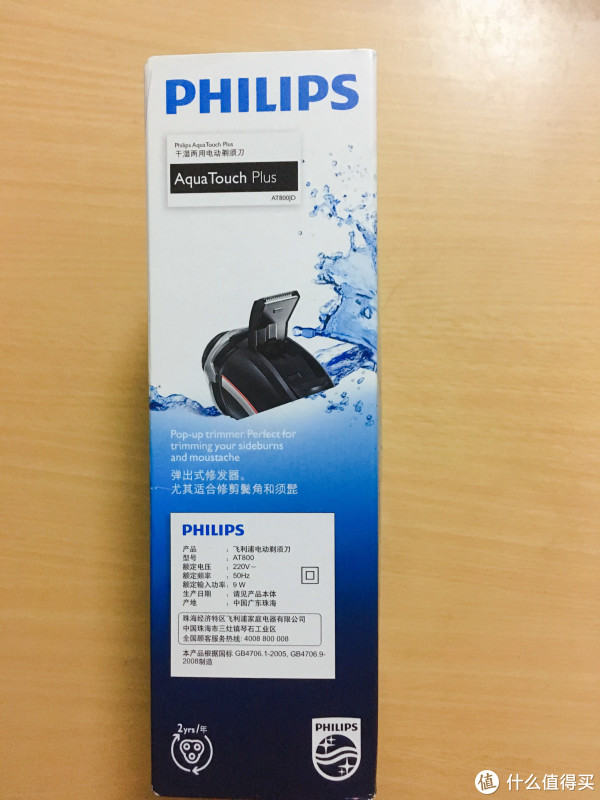 PHILIPS
Philips AquaTouch Plus
干湿两用电动剃须刀
AquaTouch Plus
AT800JD
Pop-up trimmer. Perfect for
trimming your sideburns
and moustache
弹出式修发器。
尤其适合修剪鬓角和须髭
PHILIPS
产品 : 飞利浦电动剃须刀
型号 : AT800
额定电压 : 220V～
额定频率 : 50Hz
额定输入功率: 9 W
生产日期 : 请见产品本体
产地 : 中国广东珠海
珠海经济特区飞利浦家庭电器有限公司
中国珠海市三灶镇琴石工业区
全国顾客服务热线: 4008 800 008
本产品根据国标 GB4706.1-2005, GB4706.9-
2008制造
2yrs/年
PHILIPS
值 什么值得买